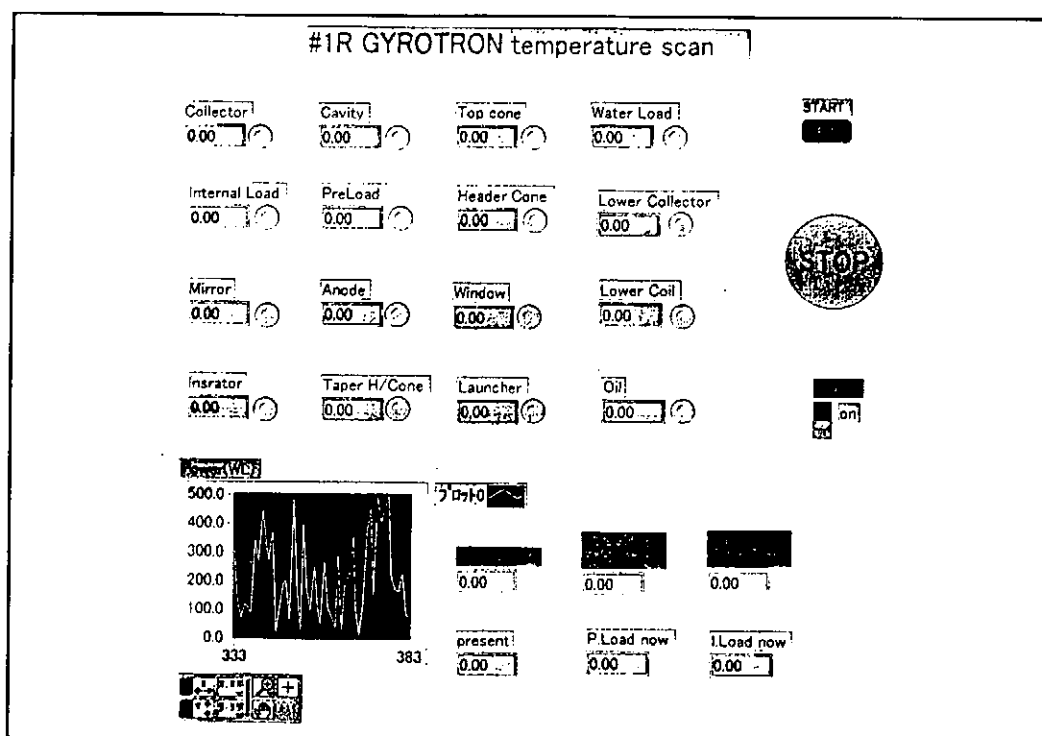 #1R GYROTRON temperature scan
Collector Cavity Top cone Water Load START
0.00 0.00 0.00 0.00
Internal Load PreLoad Header Cone Lower Collector
0.00 0.00 0.00 0.00
STOP
Mirror Anode Window Lower Coil
0.00 0.00 0.00 0.00
Insrator Taper H/Cone Launcher Oil
0.00 0.00 0.00 0.00
on
Power(WL)
プロット0
500.0
400.0
300.0
200.0
100.0
0.0
333 383
0.00 0.00 0.00
present P.Load now I.Load now
0.00 0.00 0.00